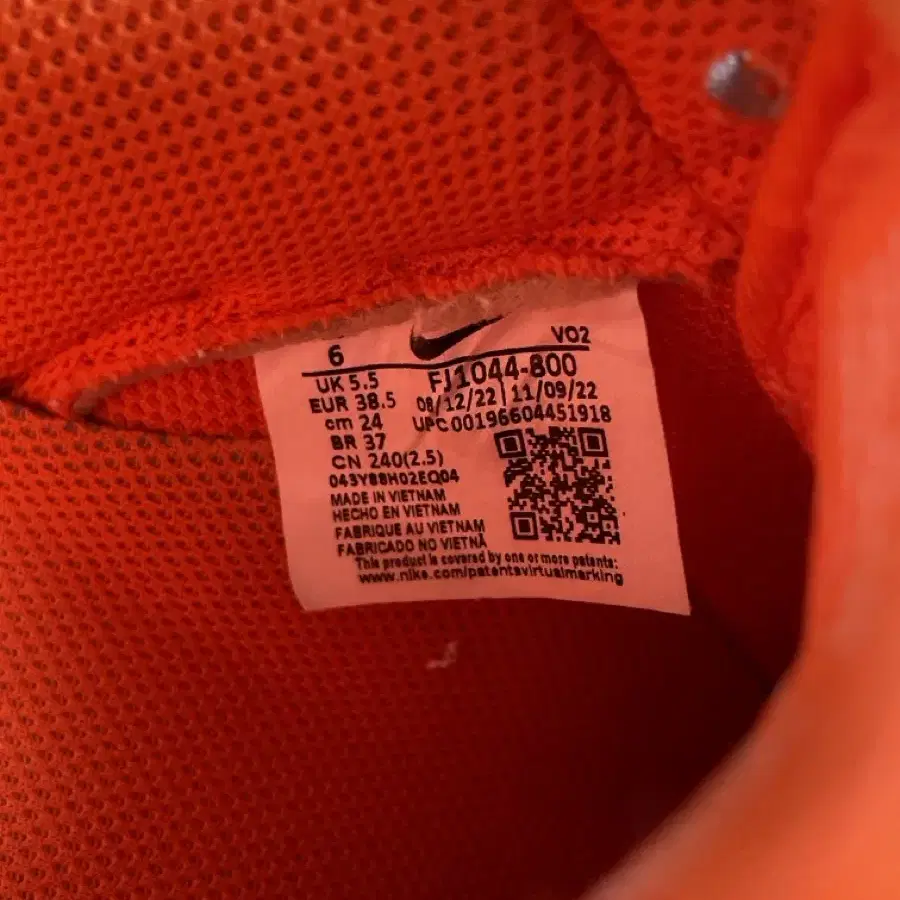 6
VO2
UK 5.5
FJ1044-800
EUR 38.5
08/12/22 | 11/09/22
cm 24
UPC 00196604451918
BR 37
CN 240(2.5)
043Y88H02EQ04
MADE IN VIETNAM
HECHO EN VIETNAM
FABRIQUE AU VIETNAM
FABRICADO NO VIETNÃ
This product is covered by one or more patents:
www.nike.com/patentsvirtualmarking